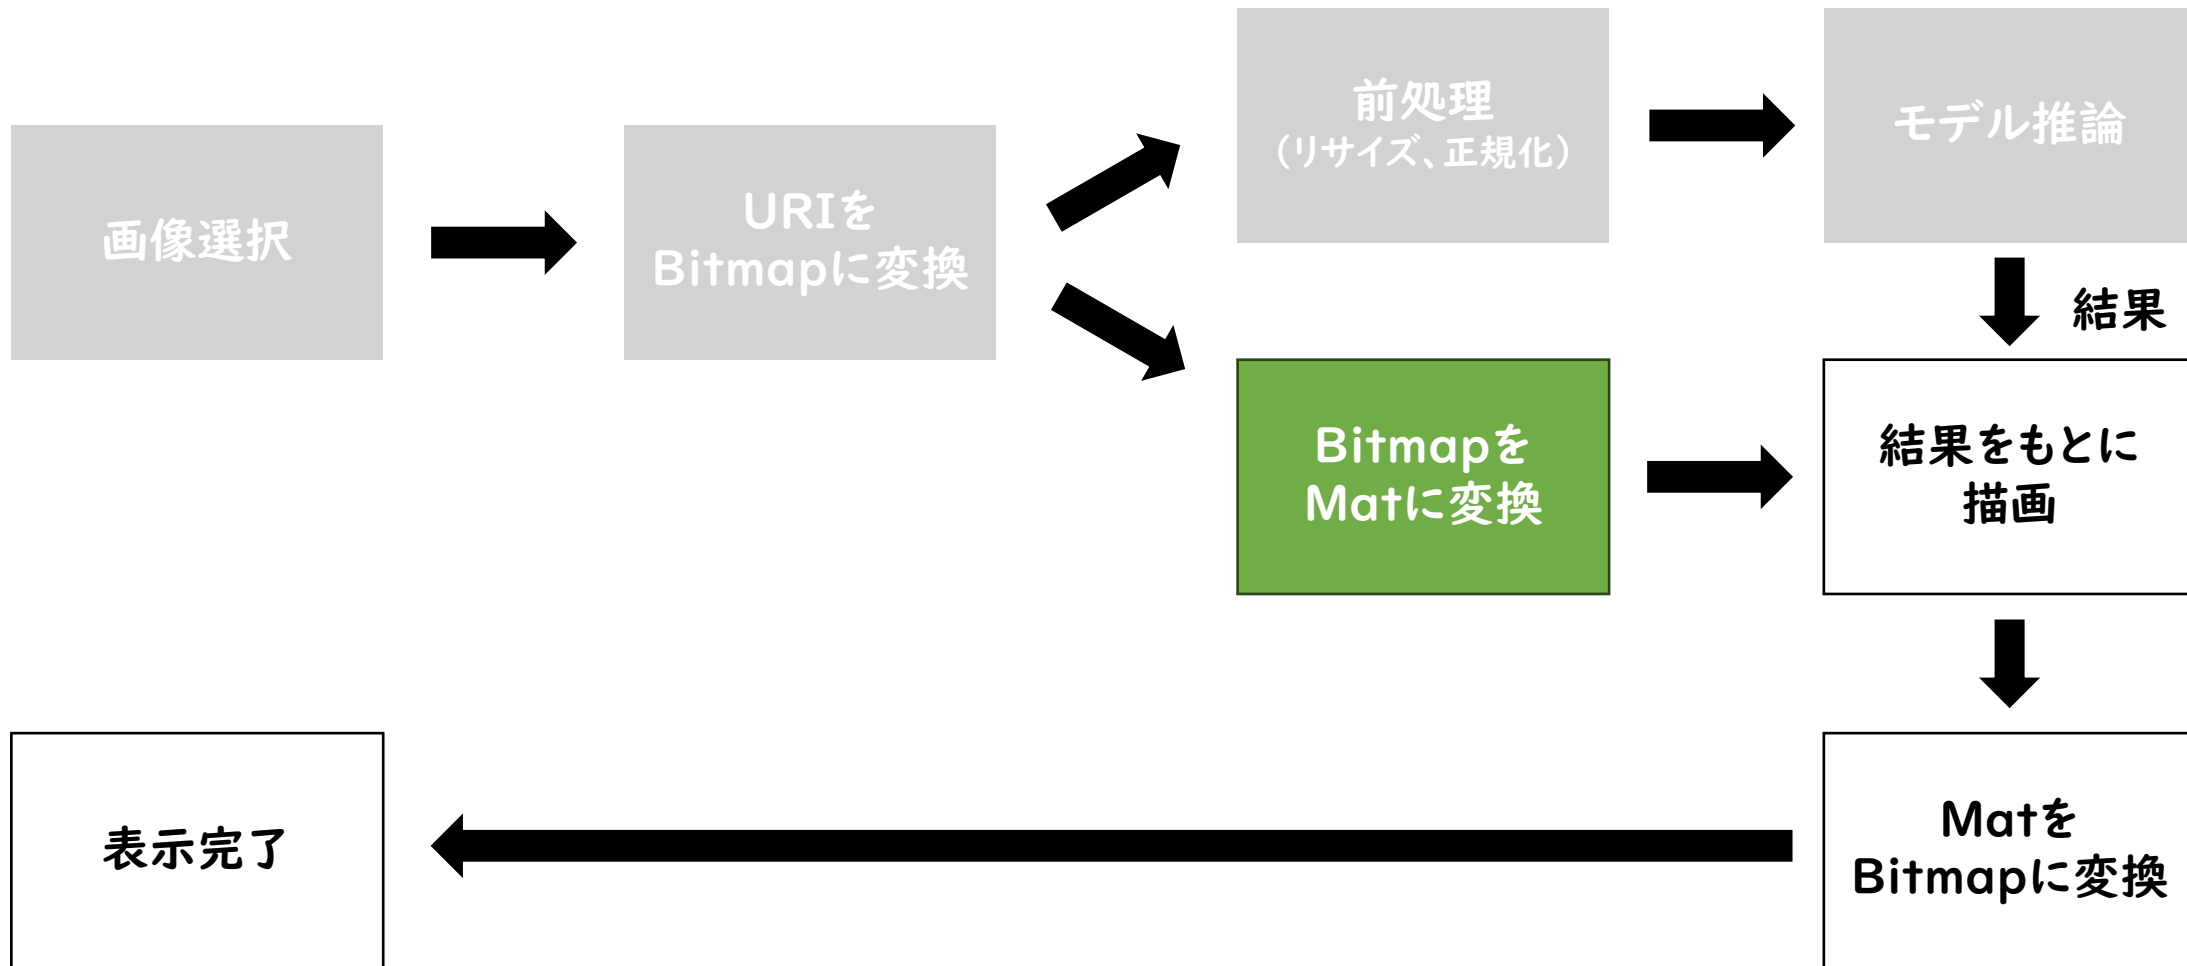 画像選択
URIを
Bitmapに変換
前処理
（リサイズ、正規化）
モデル推論
結果
Bitmapを
Matに変換
結果をもとに
描画
Matを
Bitmapに変換
表示完了